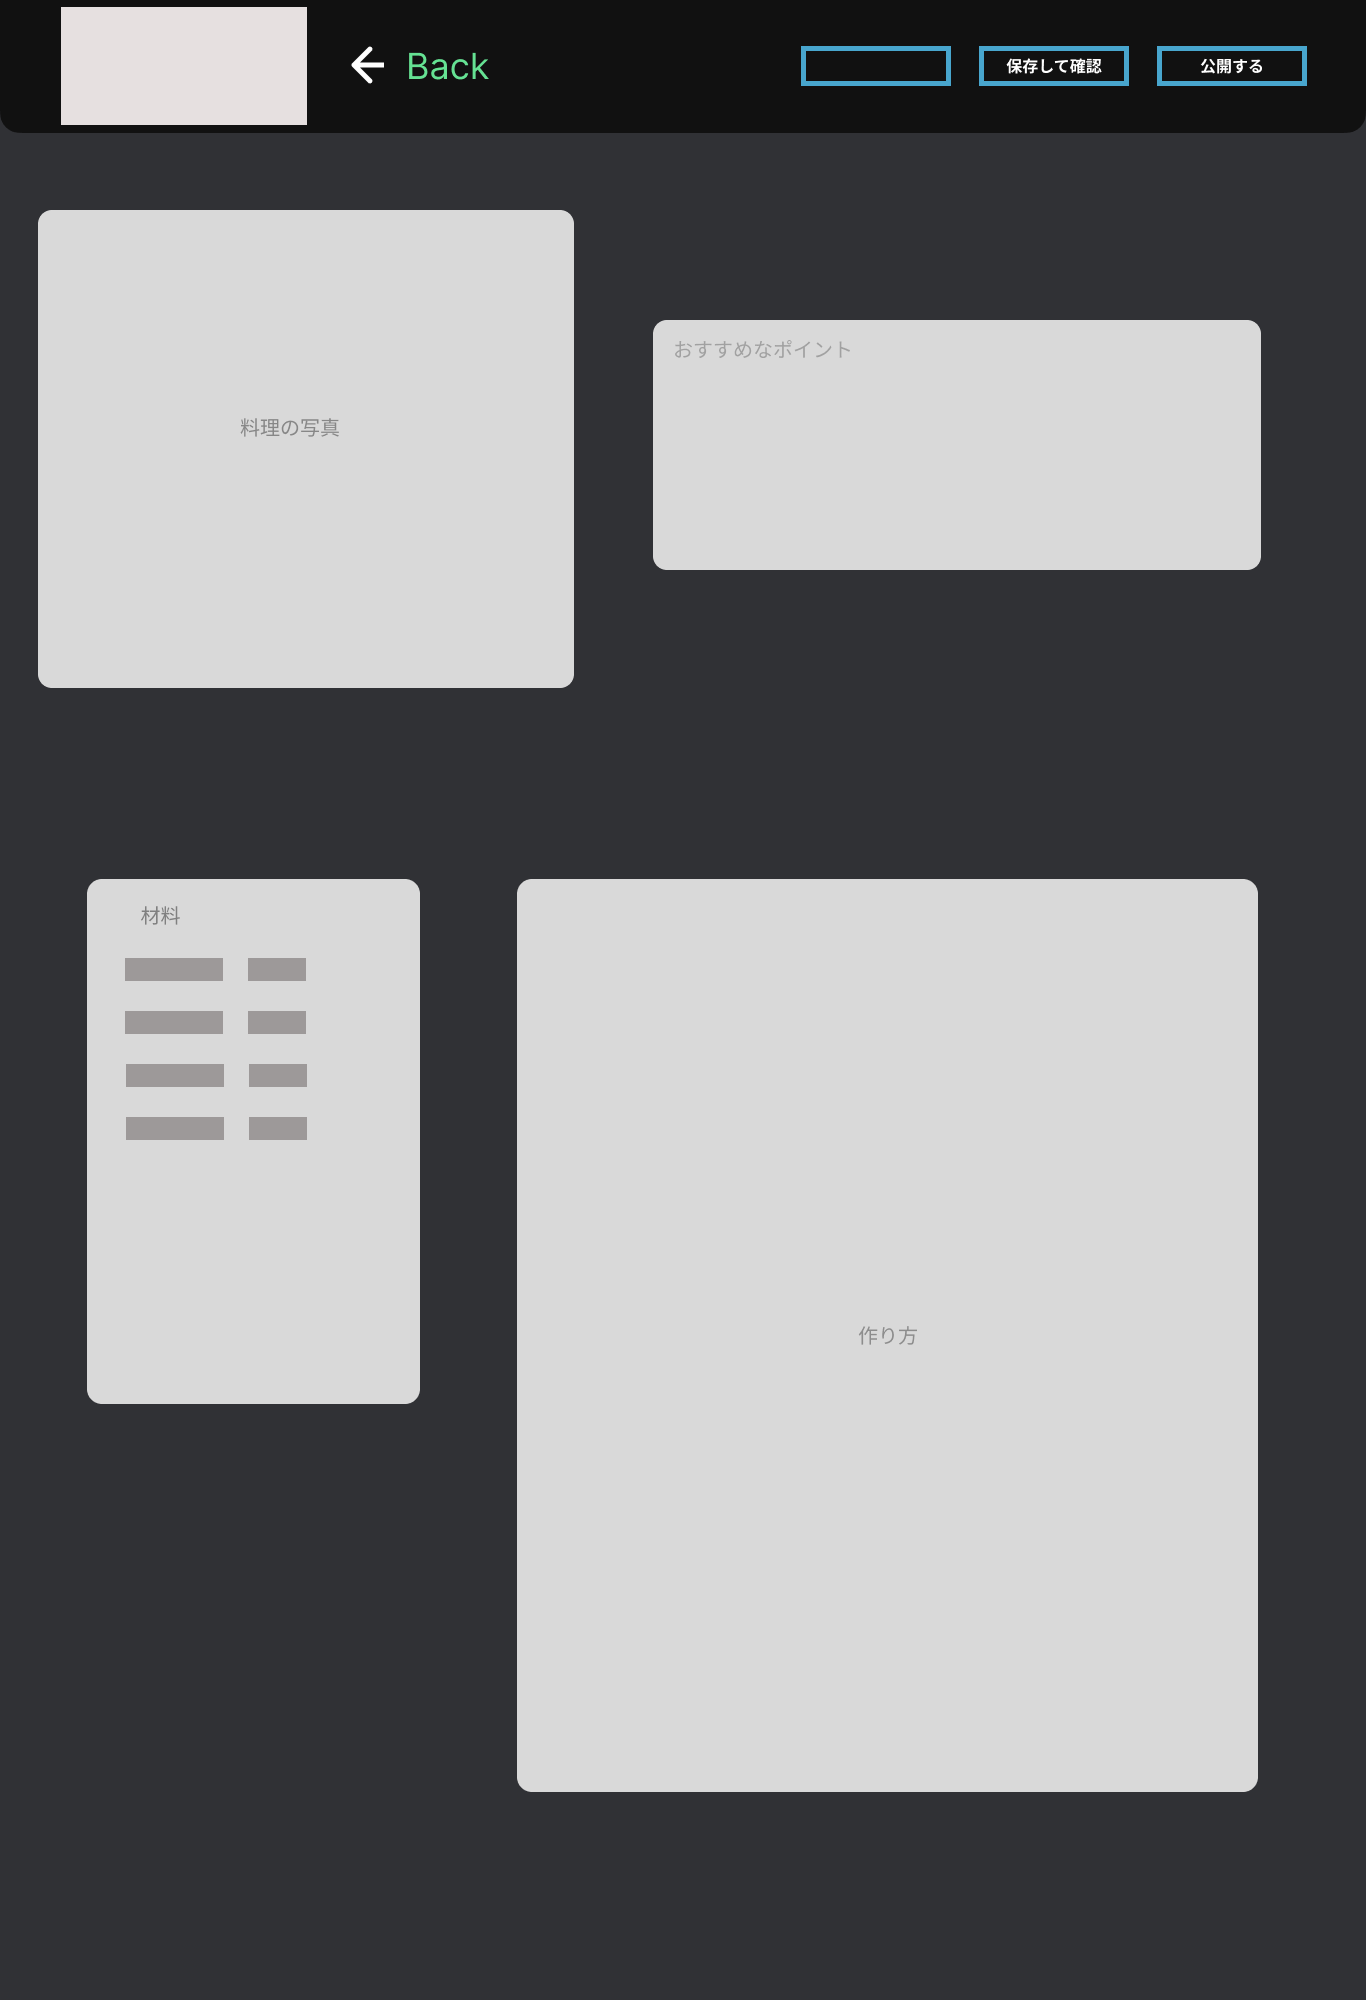 Back
保存して確認
公開する
料理の写真
おすすめなポイント
材料
作り方